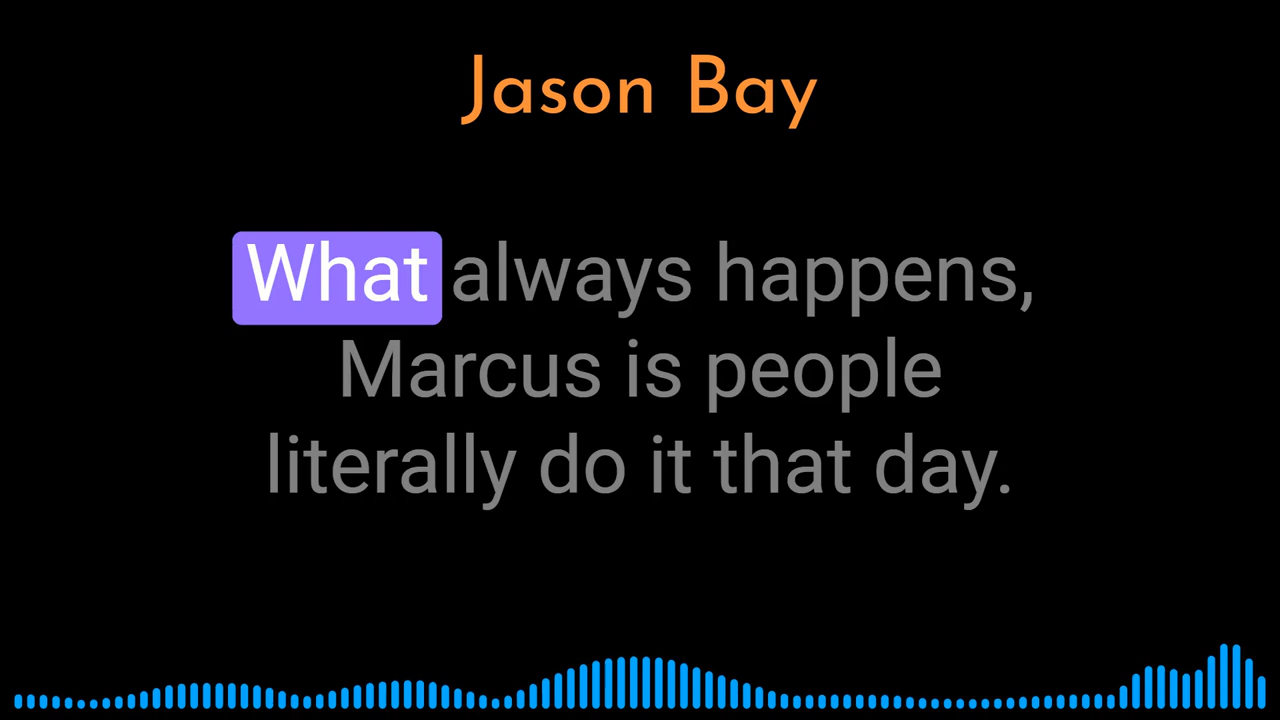 Jason Bay
What always happens,
Marcus is people
literally do it that day.